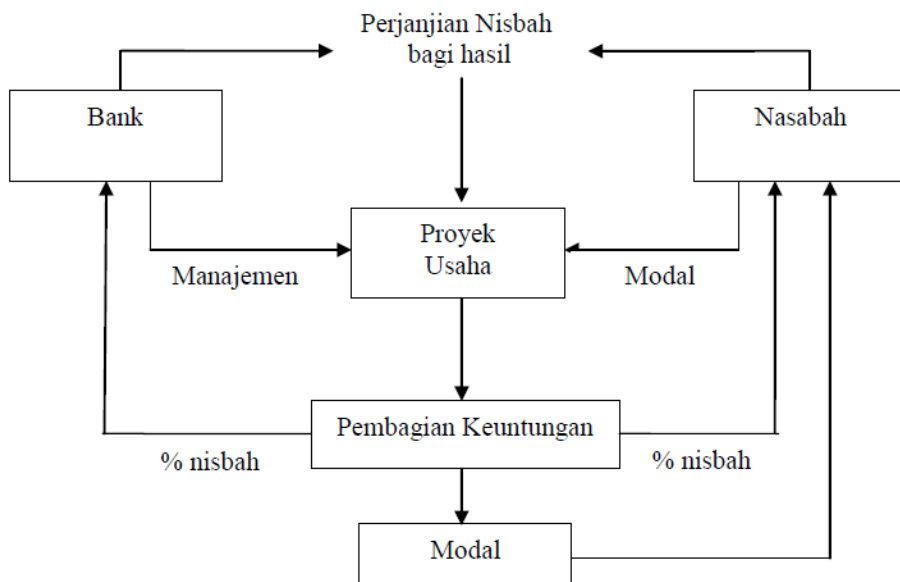 Perjanjian Nisbah
bagi hasil
Bank
Nasabah
Proyek
Usaha
Manajemen
Modal
Pembagian Keuntungan
% nisbah
% nisbah
Modal